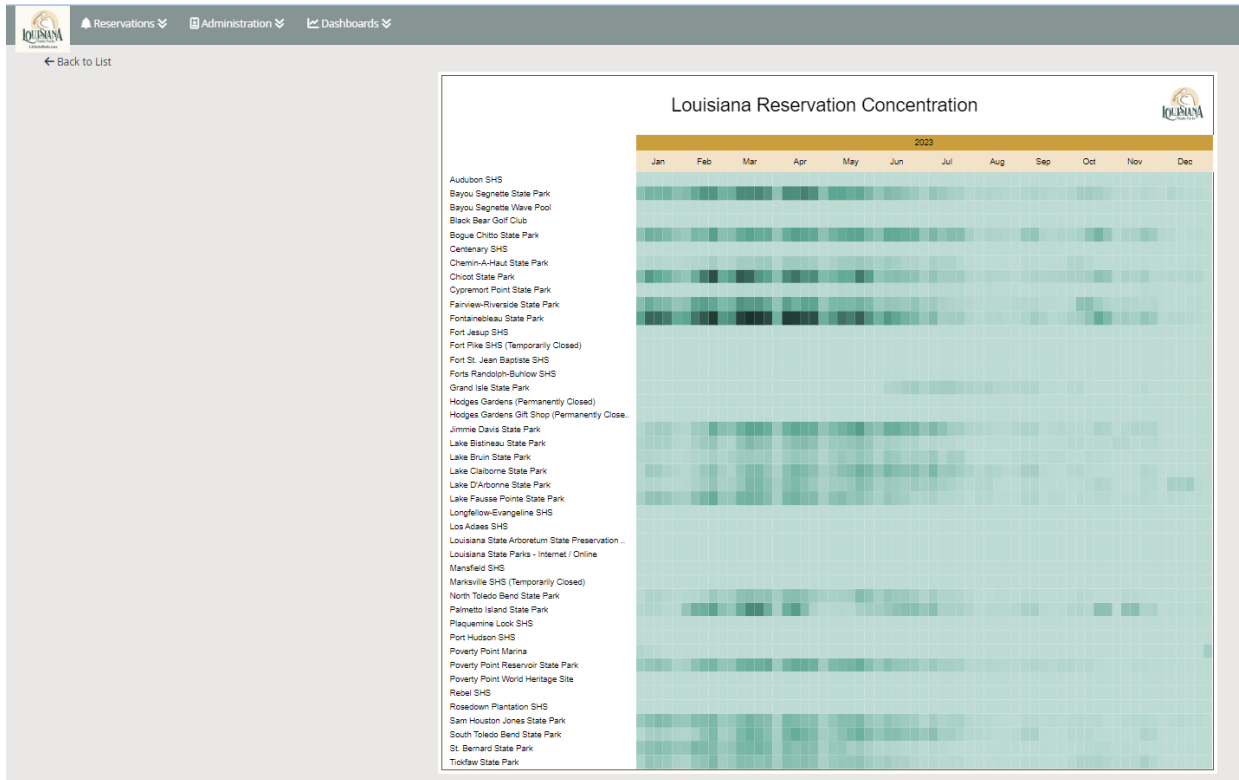 LOUISIANA
Reservations
Administration
Dashboards
Back to List
Louisiana Reservation Concentration
LOUISIANA
2023
Jan Feb Mar Apr May Jun Jul Aug Sep Oct Nov Dec
Audubon SHS
Bayou Segnette State Park
Bayou Segnette Wave Pool
Black Bear Golf Club
Bogue Chitto State Park
Centenary SHS
Chemin-A-Haut State Park
Chicot State Park
Cypremort Point State Park
Fairview-Riverside State Park
Fontainebleau State Park
Fort Jesup SHS
Fort Pike SHS (Temporarily Closed)
Fort St. Jean Baptiste SHS
Forts Randolph-Buhlow SHS
Grand Isle State Park
Hodges Gardens (Permanently Closed)
Hodges Gardens Gift Shop (Permanently Close..
Jimmie Davis State Park
Lake Bistineau State Park
Lake Bruin State Park
Lake Claiborne State Park
Lake D'Arbonne State Park
Lake Fausse Pointe State Park
Longfellow-Evangeline SHS
Los Adaes SHS
Louisiana State Arboretum State Preservation ..
Louisiana State Parks - Internet / Online
Mansfield SHS
Marksville SHS (Temporarily Closed)
North Toledo Bend State Park
Palmetto Island State Park
Plaquemine Lock SHS
Port Hudson SHS
Poverty Point Marina
Poverty Point Reservoir State Park
Poverty Point World Heritage Site
Rebel SHS
Rosedown Plantation SHS
Sam Houston Jones State Park
South Toledo Bend State Park
St. Bernard State Park
Tickfaw State Park